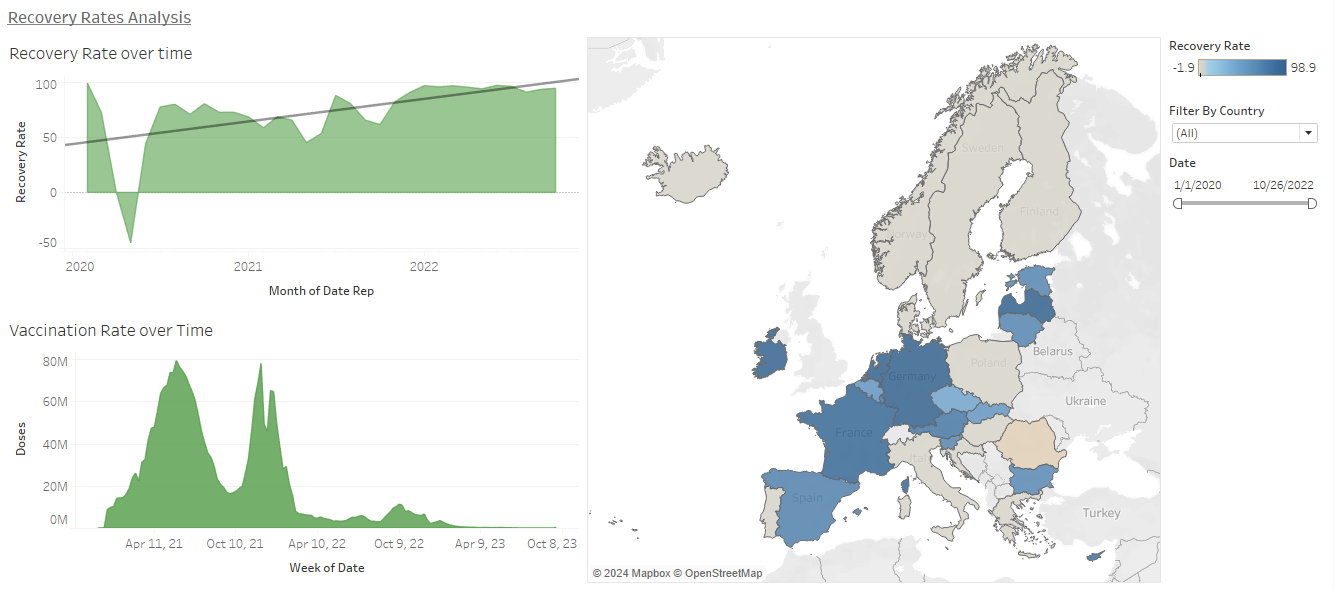 Recovery Rates Analysis
Recovery Rate over time
100
50
0
-50
Recovery Rate
2020
2021
2022
Month of Date Rep
Vaccination Rate over Time
80M
60M
40M
20M
0M
Doses
Apr 11, 21
Oct 10, 21
Apr 10, 22
Oct 9, 22
Apr 9, 23
Oct 8, 23
Week of Date
Sweden
Finland
Norway
Belarus
Poland
Germany
Ukraine
France
Ital
Spain
Turkey
© 2024 Mapbox © OpenStreetMap
Recovery Rate
-1.9
98.9
Filter By Country
(All)
Date
1/1/2020
10/26/2022